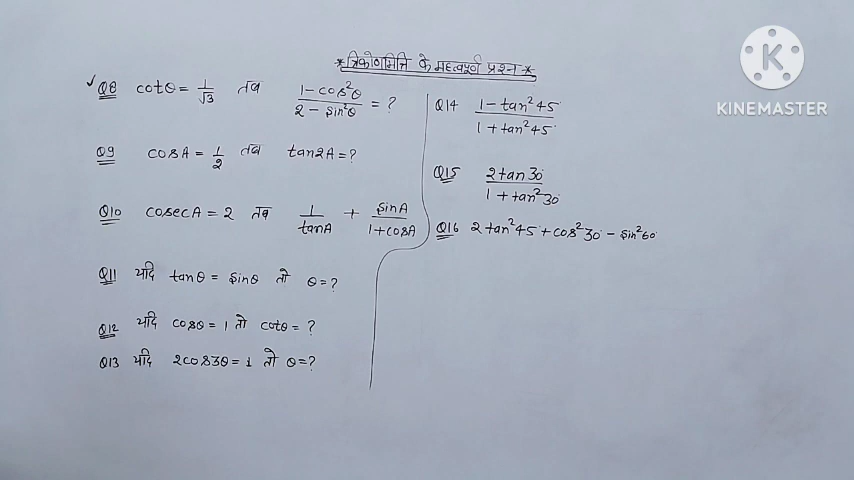 *त्रिकोणमिति के महत्वपूर्ण प्रश्न*
KINEMASTER
✓ Q8 cotθ = 1/√3 तब (1-cos²θ)/(2-sin²θ) = ?
Q9 cosA = 1/2 तब tan2A = ?
Q10 cosecA = 2 तब 1/tanA + sinA/(1+cosA)
Q11 यदि tanθ = sinθ तो θ = ?
Q12 यदि cosθ = 1 तो cotθ = ?
Q13 यदि 2cos3θ = 1 तो θ = ?
Q14 (1-tan²45°)/(1+tan²45°)
Q15 2tan30°/(1+tan²30°)
Q16 2tan²45° + cos²30° - sin²60°